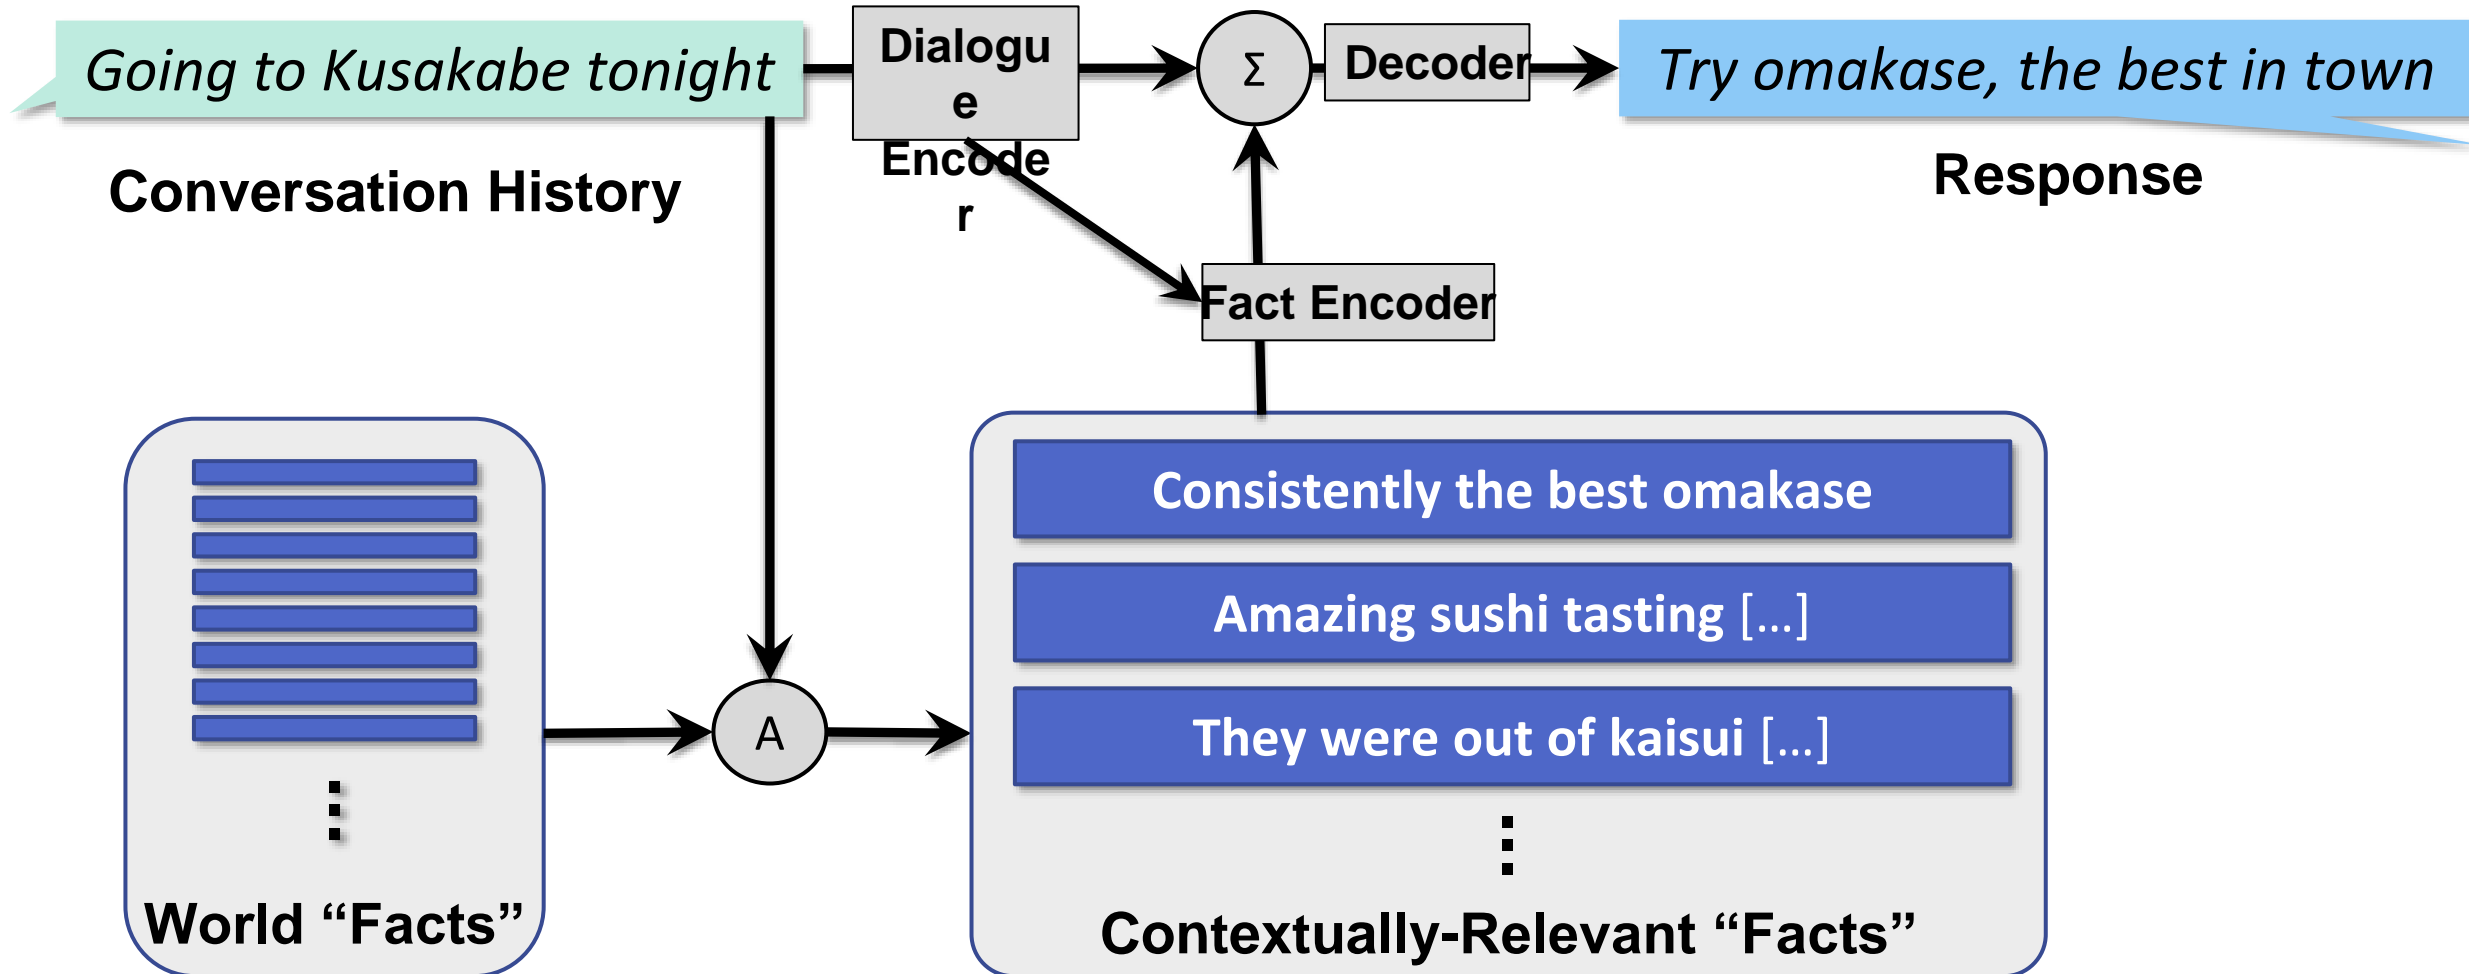 Going to Kusakabe tonight
Dialogu
e
Encode
r
Σ
Decoder
Try omakase, the best in town
Conversation History
Response
Fact Encoder
Consistently the best omakase
Amazing sushi tasting [...]
They were out of kaisui [...]
A
World “Facts”
Contextually-Relevant “Facts”